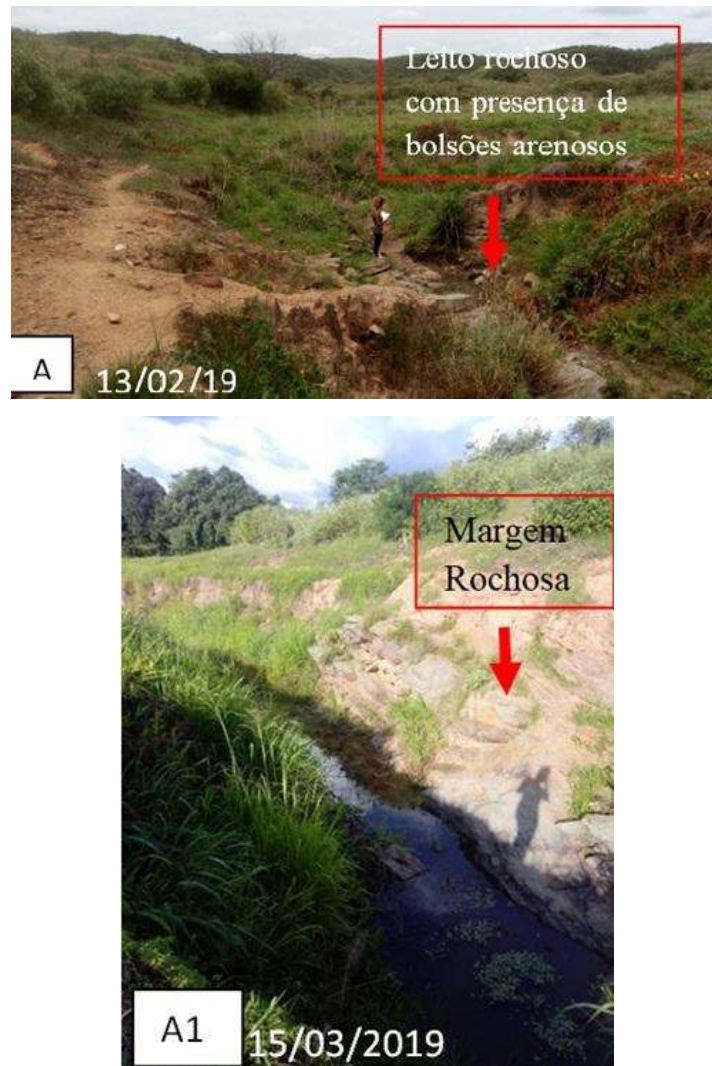 Leito rochoso
com presença de
bolsões arenosos
A
13/02/19
Margem
Rochosa
A1
15/03/2019